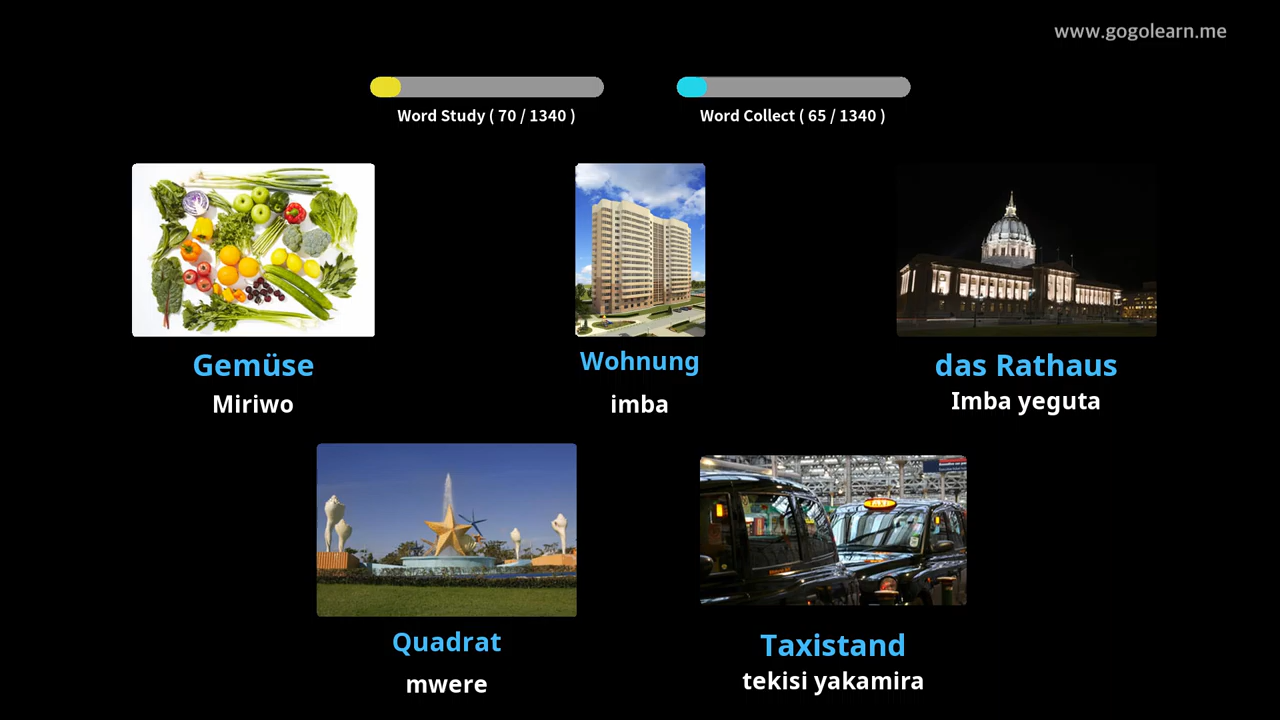 www.gogolearn.me
Word Study ( 70 / 1340 )
Word Collect ( 65 / 1340 )
Gemüse
Miriwo
Wohnung
imba
das Rathaus
Imba yeguta
TAXI
Quadrat
mwere
Taxistand
tekisi yakamira